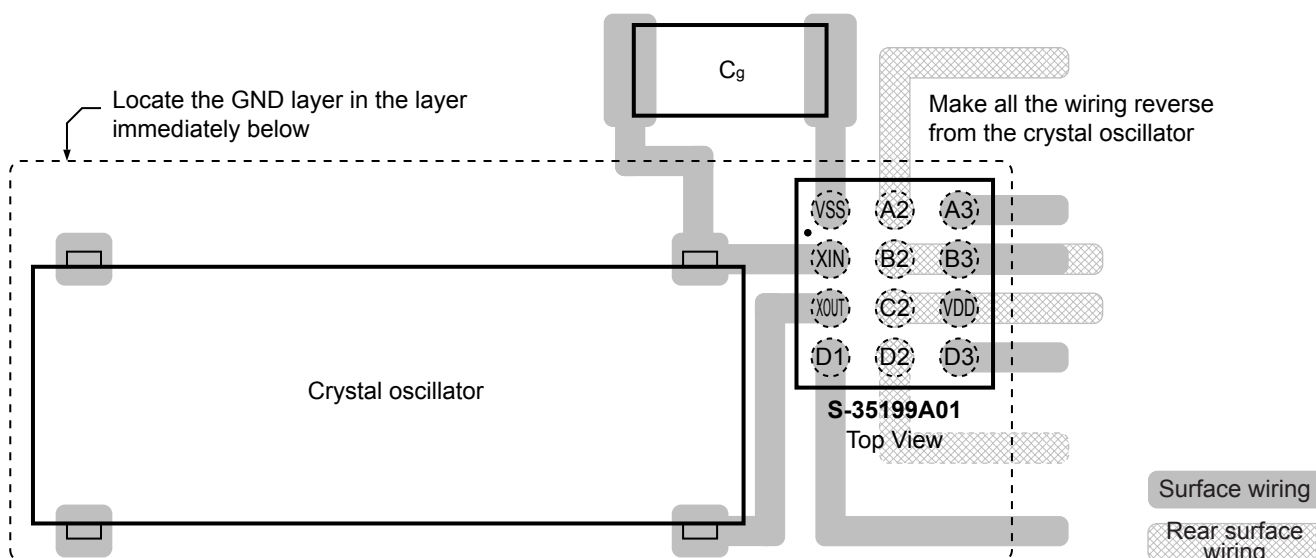 Cg
Locate the GND layer in the layer
immediately below
Make all the wiring reverse
from the crystal oscillator
VSS A2 A3
XIN B2 B3
XOUT C2 VDD
D1 D2 D3
Crystal oscillator
S-35199A01
Top View
Surface wiring
Rear surface
wiring